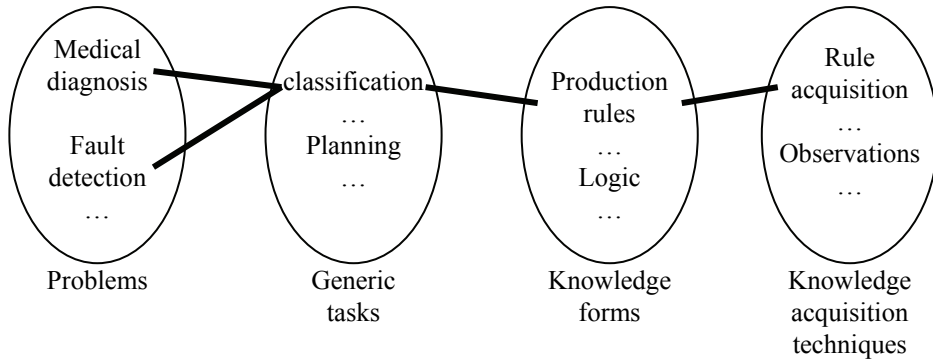 Medical
diagnosis
Fault
detection
…
Problems
classification
…
Planning
…
Generic
tasks
Production
rules
…
Logic
…
Knowledge
forms
Rule
acquisition
…
Observations
…
Knowledge
acquisition
techniques